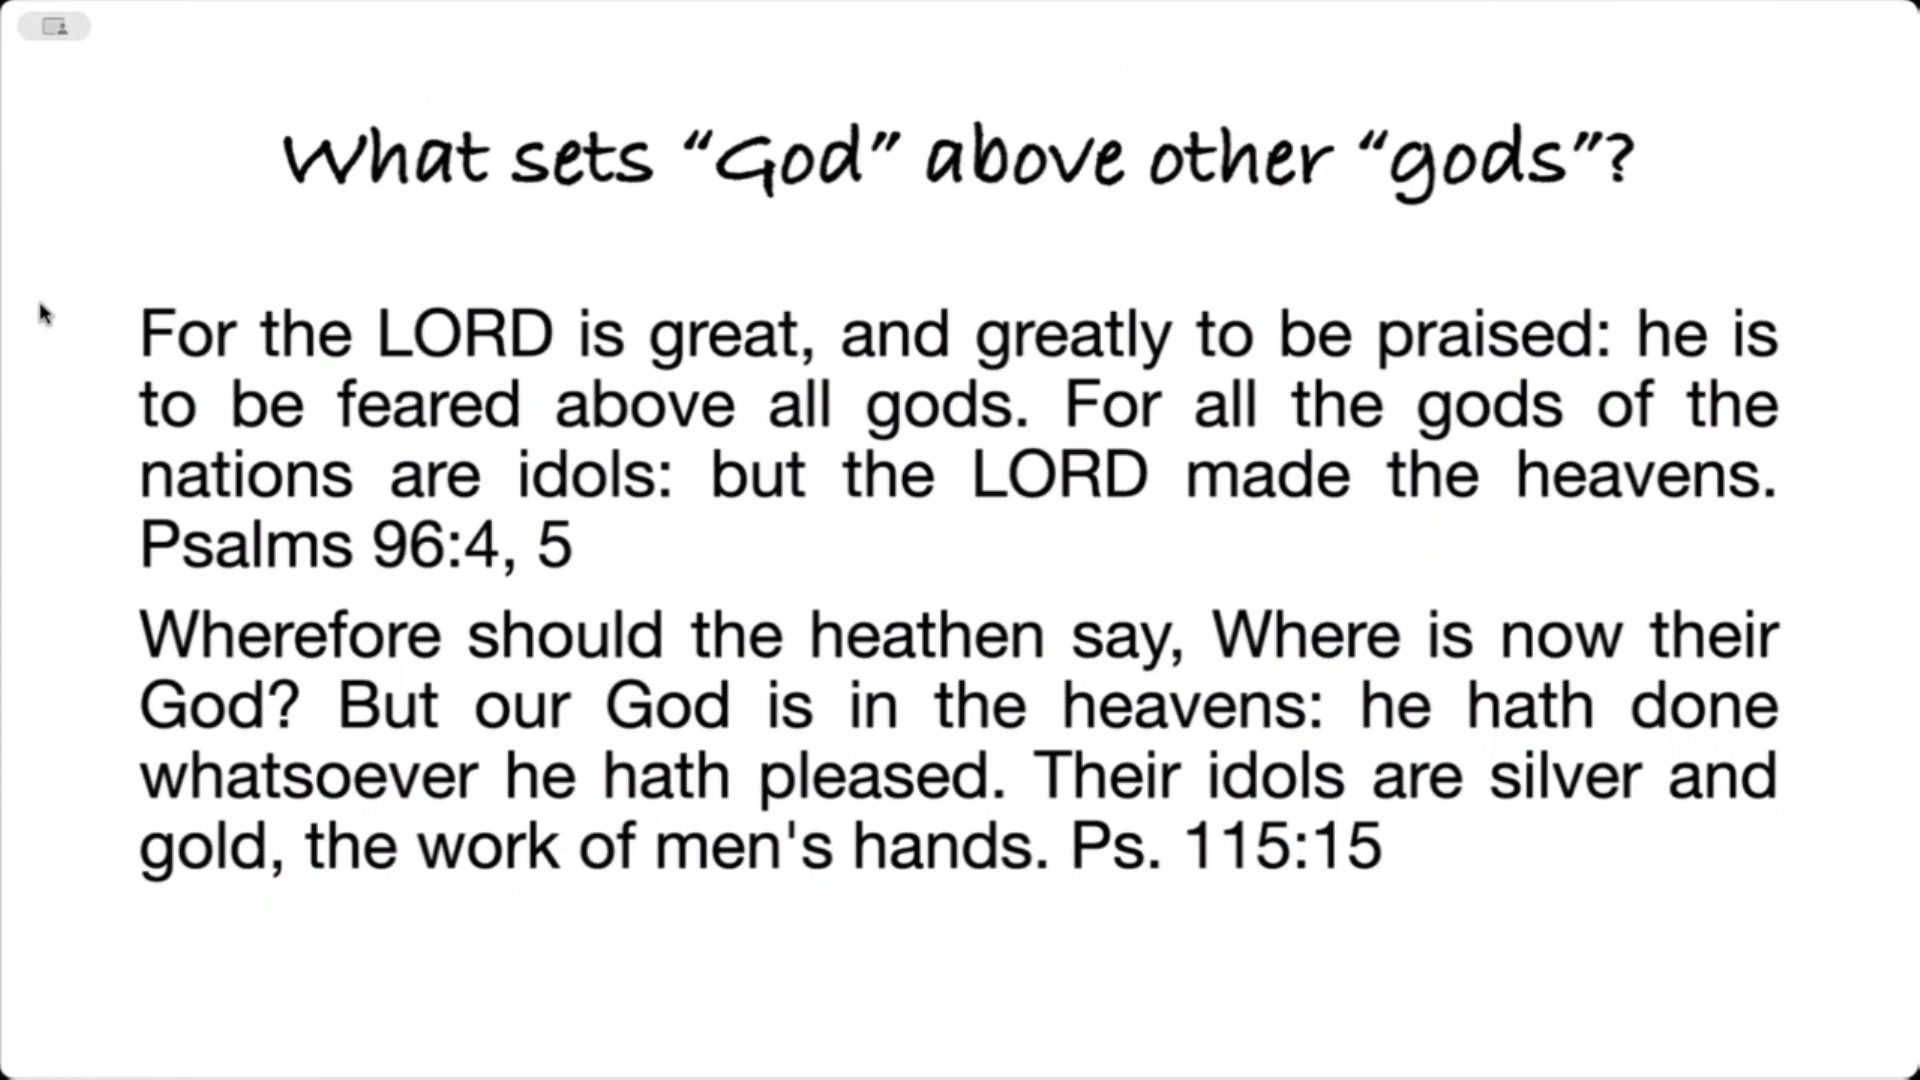 What sets “God” above other “gods”?
For the LORD is great, and greatly to be praised: he is
to be feared above all gods. For all the gods of the
nations are idols: but the LORD made the heavens.
Psalms 96:4, 5
Wherefore should the heathen say, Where is now their
God? But our God is in the heavens: he hath done
whatsoever he hath pleased. Their idols are silver and
gold, the work of men's hands. Ps. 115:15